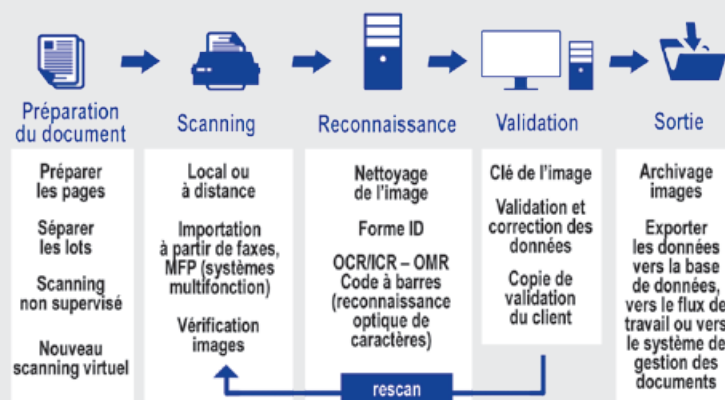 Préparation
du document
Scanning
Reconnaissance
Validation
Sortie
Préparer
les pages
Séparer
les lots
Scanning
non supervisé
Nouveau
scanning virtuel
Local ou
à distance
Importation
à partir de faxes,
MFP (systèmes
multifonction)
Vérification
images
Nettoyage
de l'image
Forme ID
OCR/ICR – OMR
Code à barres
(reconnaissance
optique de
caractères)
Clé de l'image
Validation et
correction des
données
Copie de
validation
du client
Archivage
images
Exporter
les données
vers la base
de données,
vers le flux de
travail ou vers
le système de
gestion des
documents
rescan